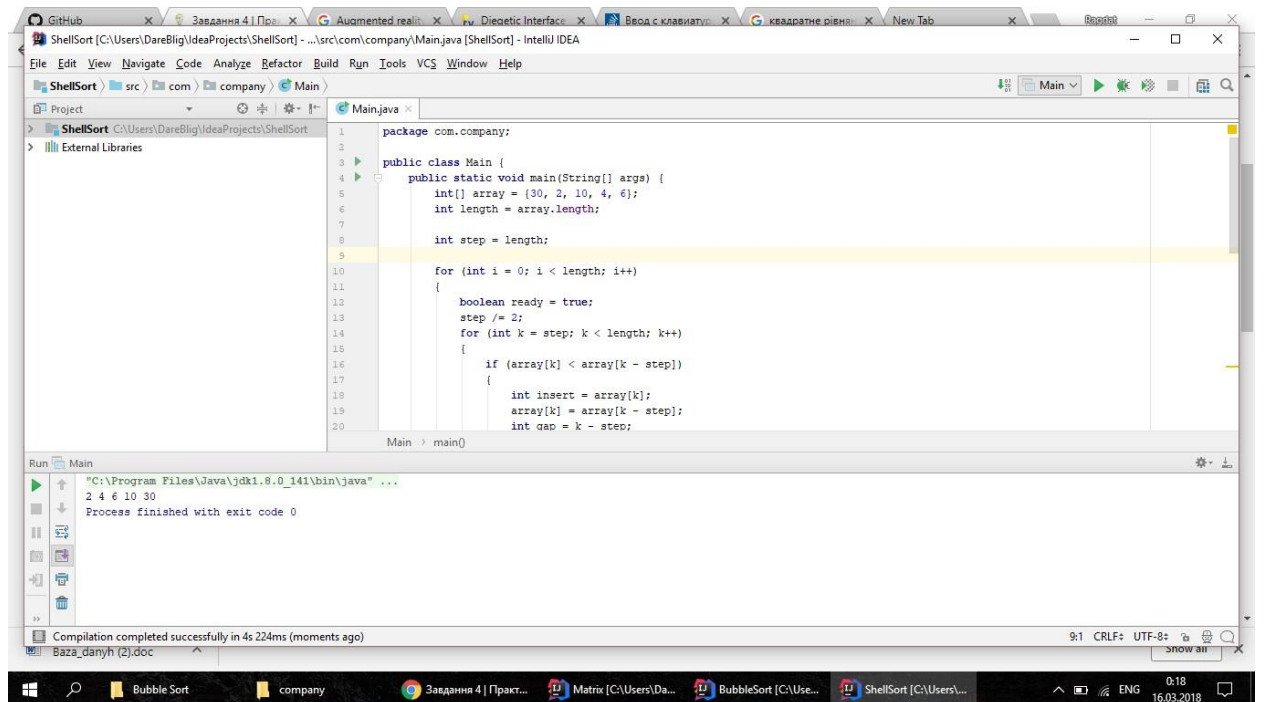 GitHub
Завдання 4 | Пра
Augmented reality
Diegetic Interface
Ввод с клавиатур
квадратне рівнян
New Tab
Bagdat
ShellSort [C:\Users\DareBlig\IdeaProjects\ShellSort] - ...\src\com\company\Main.java [ShellSort] - IntelliJ IDEA
File Edit View Navigate Code Analyze Refactor Build Run Tools VCS Window Help
ShellSort src com company Main
Main
Project
Main.java
ShellSort C:\Users\DareBlig\IdeaProjects\ShellSort
External Libraries
1 package com.company;
2
3 public class Main {
4 public static void main(String[] args) {
5 int[] array = {30, 2, 10, 4, 6};
6 int length = array.length;
7
8 int step = length;
9
10 for (int i = 0; i < length; i++)
11 {
12 boolean ready = true;
13 step /= 2;
14 for (int k = step; k < length; k++)
15 {
16 if (array[k] < array[k - step])
17 {
18 int insert = array[k];
19 array[k] = array[k - step];
20 int gap = k - step;
Main > main()
Run Main
"C:\Program Files\Java\jdk1.8.0_141\bin\java" ...
2 4 6 10 30
Process finished with exit code 0
Compilation completed successfully in 4s 224ms (moments ago)
9:1 CRLF: UTF-8:
Baza_danyh (2).doc
Show all
Bubble Sort
company
Завдання 4 | Практ...
Matrix [C:\Users\Da...
BubbleSort [C:\Use...
ShellSort [C:\Users\...
ENG
0:18
16.03.2018